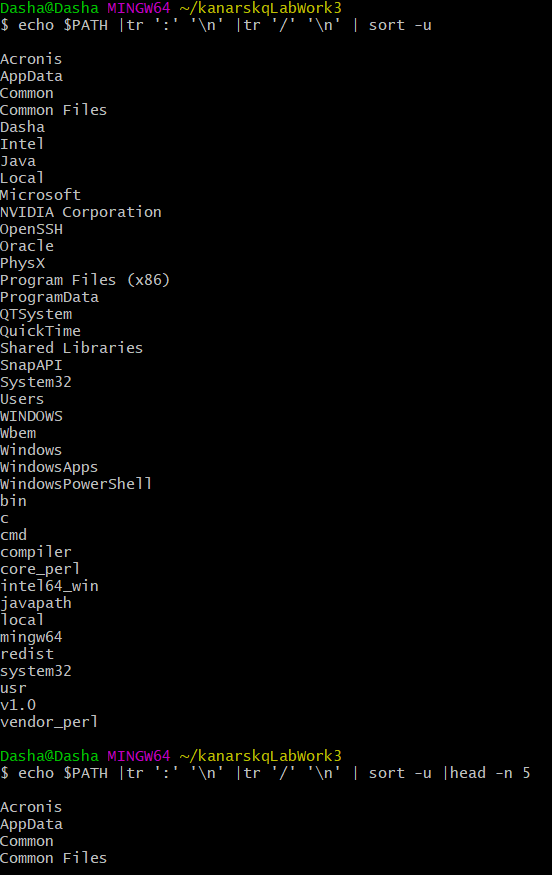 Dasha@Dasha MINGW64 ~/kanarskqLabWork3
$ echo $PATH |tr ':' '\n' |tr '/' '\n' | sort -u
Acronis
AppData
Common
Common Files
Dasha
Intel
Java
Local
Microsoft
NVIDIA Corporation
OpenSSH
Oracle
PhysX
Program Files (x86)
ProgramData
QTSystem
QuickTime
Shared Libraries
SnapAPI
System32
Users
WINDOWS
Wbem
Windows
WindowsApps
WindowsPowerShell
bin
c
cmd
compiler
core_perl
intel64_win
javapath
local
mingw64
redist
system32
usr
v1.0
vendor_perl
Dasha@Dasha MINGW64 ~/kanarskqLabWork3
$ echo $PATH |tr ':' '\n' |tr '/' '\n' | sort -u |head -n 5
Acronis
AppData
Common
Common Files